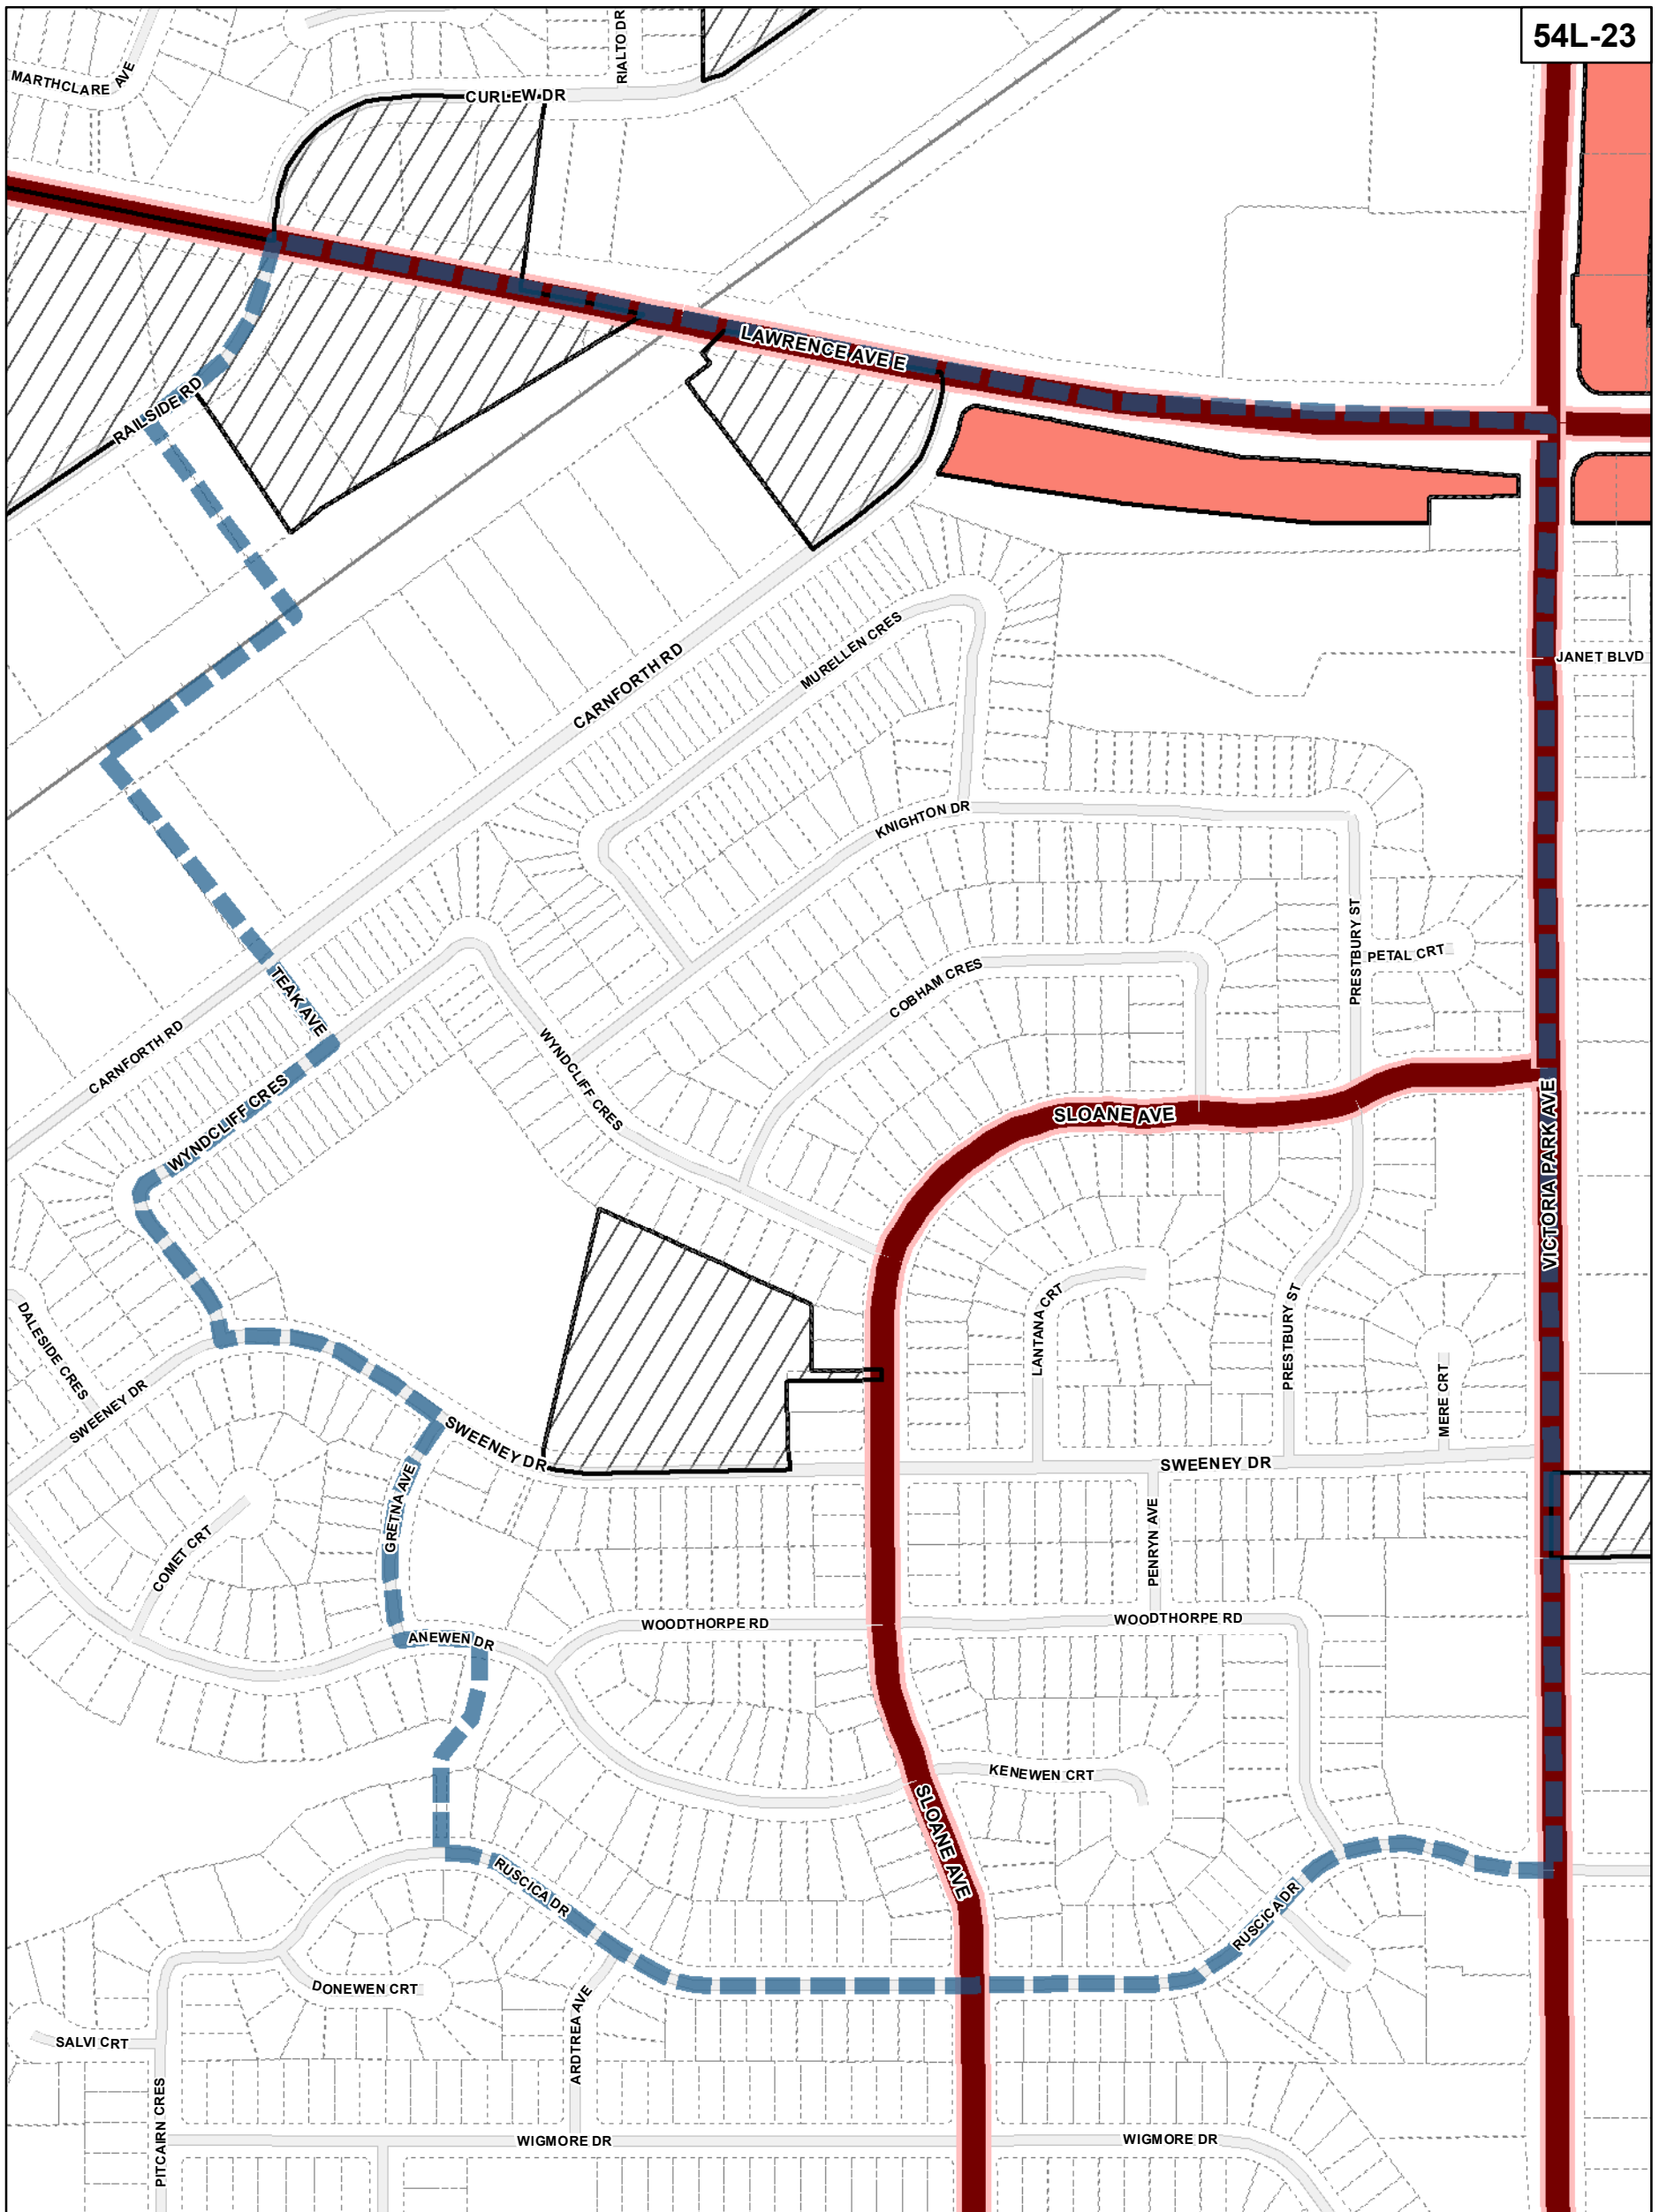 54L-23
RIALTO DR
MARTHCLARE AVE
CURLEW DR
LAWRENCE AVE E
RAILSIDE RD
JANET BLVD
MURELLEN CRES
CARNFORTH RD
KNIGHTON DR
PRESTBURY ST
PETAL CRT
COBHAM CRES
TEAK AVE
CARNFORTH RD
WYNDCLIFF CRES
WYNDCLIFF CRES
SLOANE AVE
VICTORIA PARK AVE
LANTANA CRT
PRESTBURY ST
DALESIDE CRES
SWEENEY DR
MERE CRT
SWEENEY DR
SWEENEY DR
GRETNA AVE
COMET CRT
PENRYN AVE
ANEWEN DR
WOODTHORPE RD
WOODTHORPE RD
KENEWEN CRT
SLOANE AVE
RUSCICA DR
RUSCICA DR
DONEWEN CRT
ARDTREA AVE
SALVI CRT
PITCAIRN CRES
WIGMORE DR
WIGMORE DR